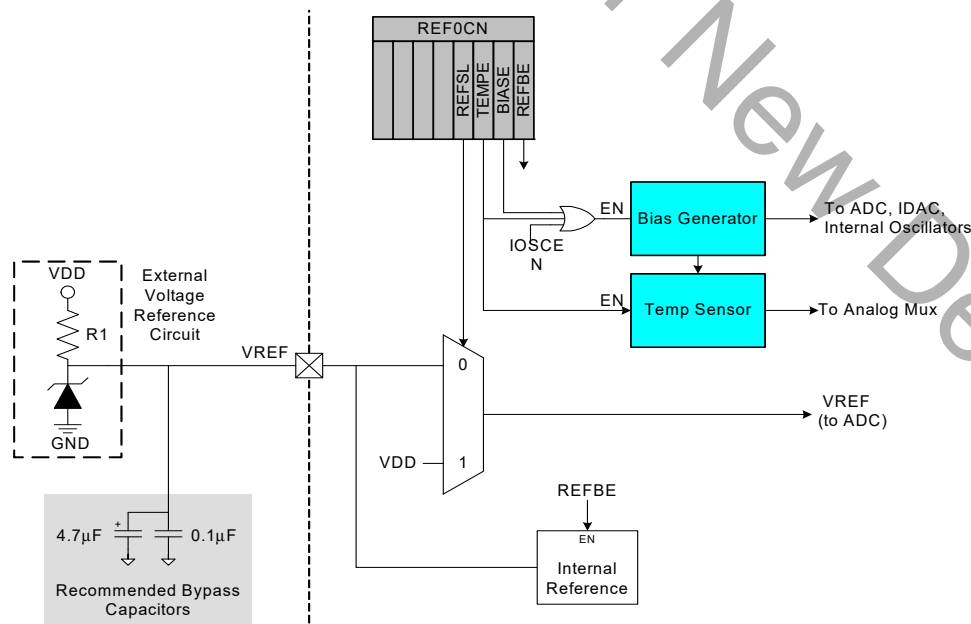 REF0CN
REFSL
TEMPE
BIASE
REFBE
EN
Bias Generator
To ADC, IDAC,
Internal Oscillators
IOSCE
N
EN
Temp Sensor
To Analog Mux
VDD
R1
GND
External
Voltage
Reference
Circuit
VREF
0
VDD
1
VREF
(to ADC)
REFBE
EN
Internal
Reference
+
4.7µF
0.1µF
Recommended Bypass
Capacitors
New De